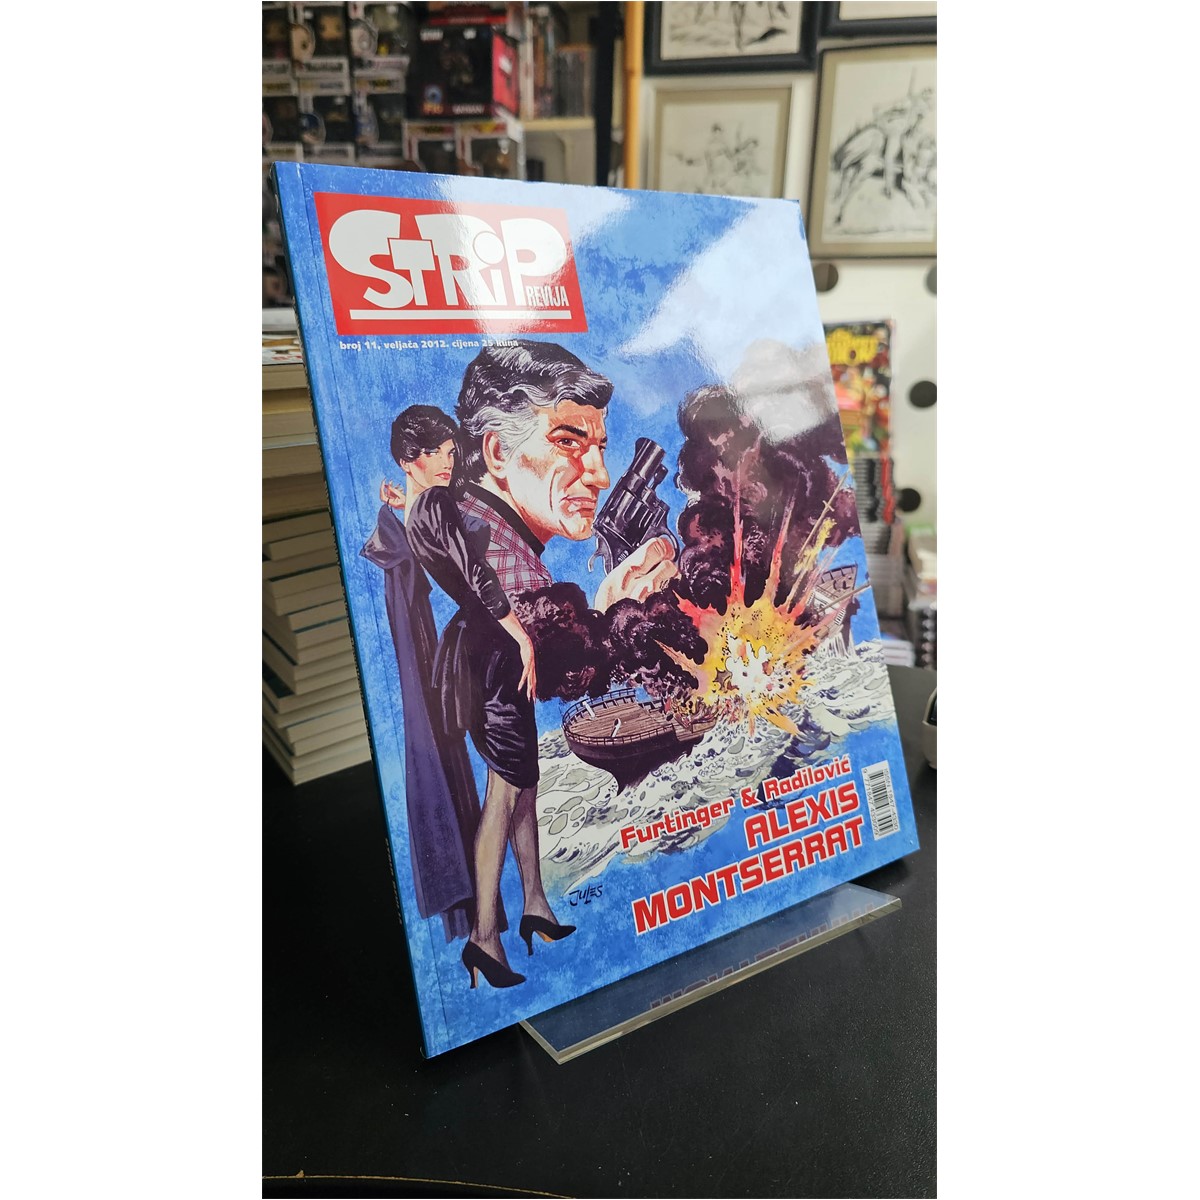 STRiP
REVIJA
broj 11, veljača 2012. cijena 25 kuna
Furtinger & Radilović
ALEXIS
MONTSERRAT
JULES